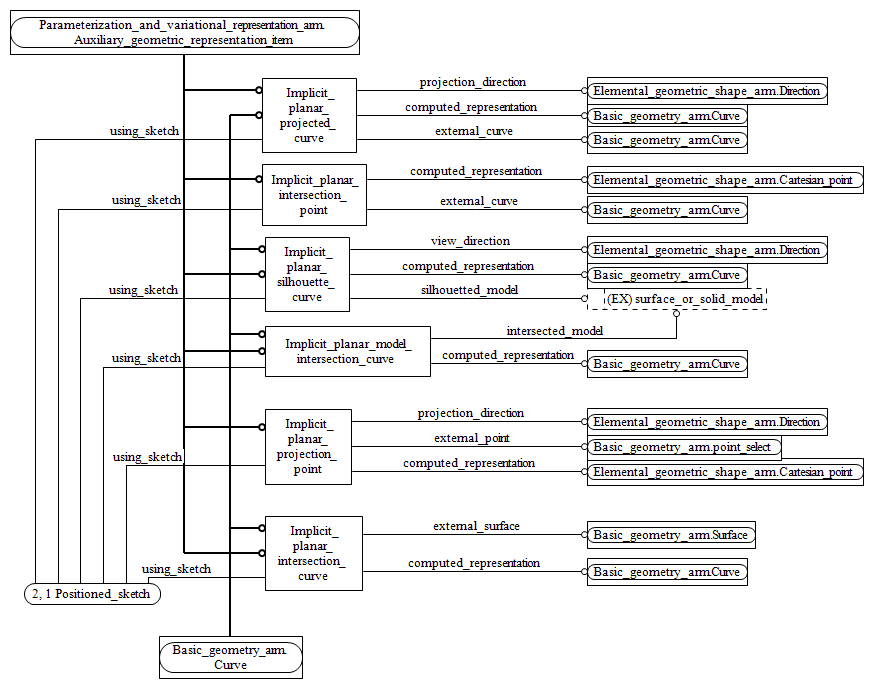 Parameterization_and_variational_representation_arm.
Auxiliary_geometric_representation_item
Implicit_
planar_
projected_
curve
projection_direction
Elemental_geometric_shape_arm.Direction
computed_representation
Basic_geometry_arm.Curve
using_sketch
external_curve
Basic_geometry_arm.Curve
Implicit_planar_
intersection_
point
computed_representation
Elemental_geometric_shape_arm.Cartesian_point
using_sketch
external_curve
Basic_geometry_arm.Curve
Implicit_
planar_
silhouette_
curve
view_direction
Elemental_geometric_shape_arm.Direction
computed_representation
Basic_geometry_arm.Curve
using_sketch
silhouetted_model
(EX) surface_or_solid_model
Implicit_planar_model_
intersection_curve
intersected_model
using_sketch
computed_representation
Basic_geometry_arm.Curve
Implicit_
planar_
projection_
point
projection_direction
Elemental_geometric_shape_arm.Direction
external_point
Basic_geometry_arm.point_select
using_sketch
computed_representation
Elemental_geometric_shape_arm.Cartesian_point
Implicit_
planar_
intersection_
curve
external_surface
Basic_geometry_arm.Surface
using_sketch
computed_representation
Basic_geometry_arm.Curve
2, 1 Positioned_sketch
Basic_geometry_arm.
Curve